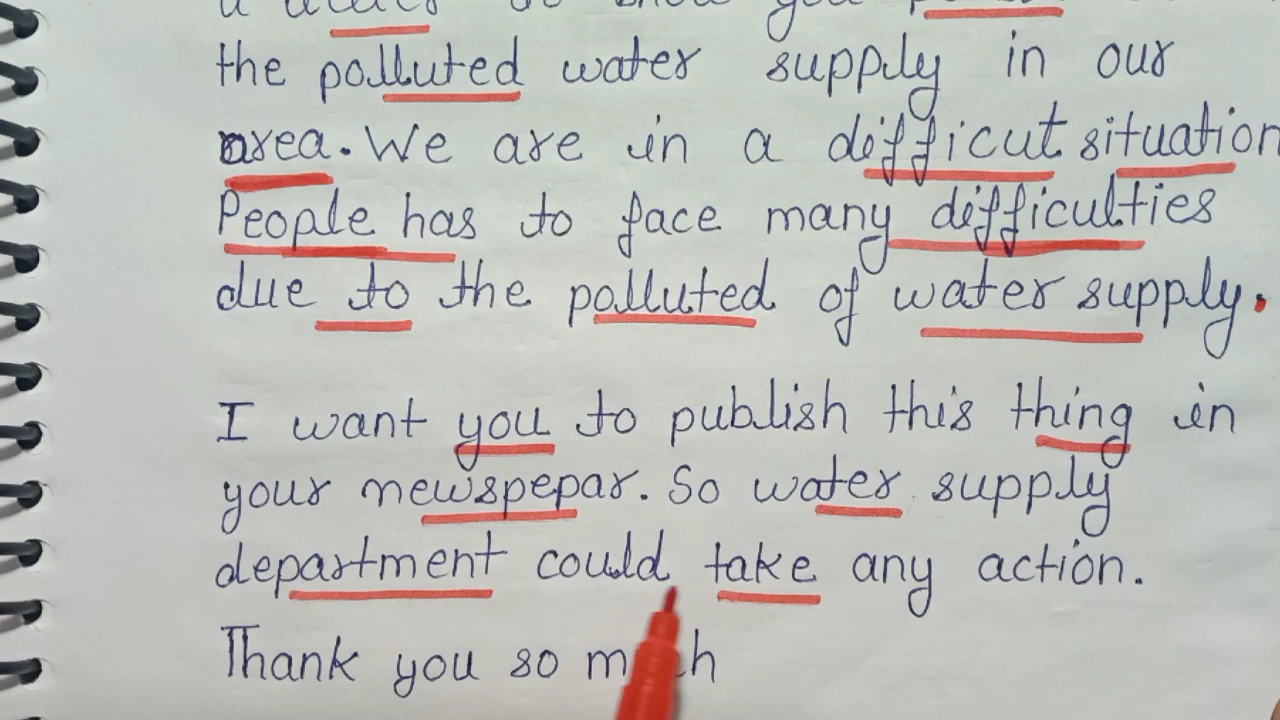 the polluted water supply in our
area. We are in a difficut situation
People has to face many difficulties
due to the polluted of water supply.
I want you to publish this thing in
your newspepar. So water supply
department could take any action.
Thank you so